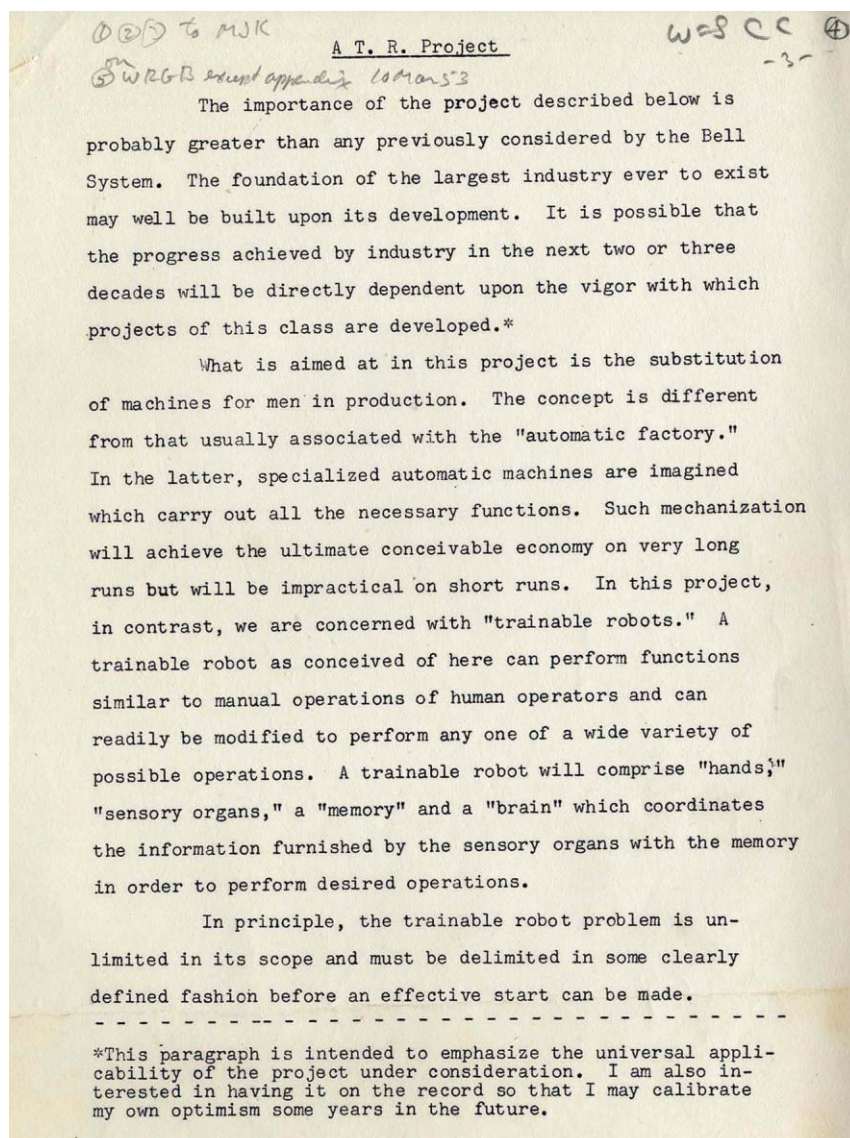 ① ② ③ to MJK
W=S CC ④
A T. R. Project
-3-
⑤ WRGB except appendix 10 Mar 53
The importance of the project described below is
probably greater than any previously considered by the Bell
System. The foundation of the largest industry ever to exist
may well be built upon its development. It is possible that
the progress achieved by industry in the next two or three
decades will be directly dependent upon the vigor with which
projects of this class are developed.*
What is aimed at in this project is the substitution
of machines for men in production. The concept is different
from that usually associated with the "automatic factory."
In the latter, specialized automatic machines are imagined
which carry out all the necessary functions. Such mechanization
will achieve the ultimate conceivable economy on very long
runs but will be impractical on short runs. In this project,
in contrast, we are concerned with "trainable robots." A
trainable robot as conceived of here can perform functions
similar to manual operations of human operators and can
readily be modified to perform any one of a wide variety of
possible operations. A trainable robot will comprise "hands,"
"sensory organs," a "memory" and a "brain" which coordinates
the information furnished by the sensory organs with the memory
in order to perform desired operations.
In principle, the trainable robot problem is un-
limited in its scope and must be delimited in some clearly
defined fashion before an effective start can be made.
*This paragraph is intended to emphasize the universal appli-
cability of the project under consideration. I am also in-
terested in having it on the record so that I may calibrate
my own optimism some years in the future.